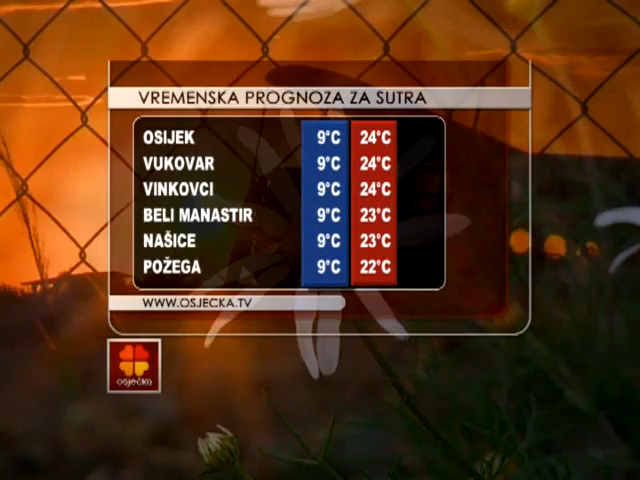 VREMENSKA PROGNOZA ZA SUTRA
OSIJEK 9°C 24°C
VUKOVAR 9°C 24°C
VINKOVCI 9°C 24°C
BELI MANASTIR 9°C 23°C
NAŠICE 9°C 23°C
POŽEGA 9°C 22°C
WWW.OSJECKA.TV
osječka